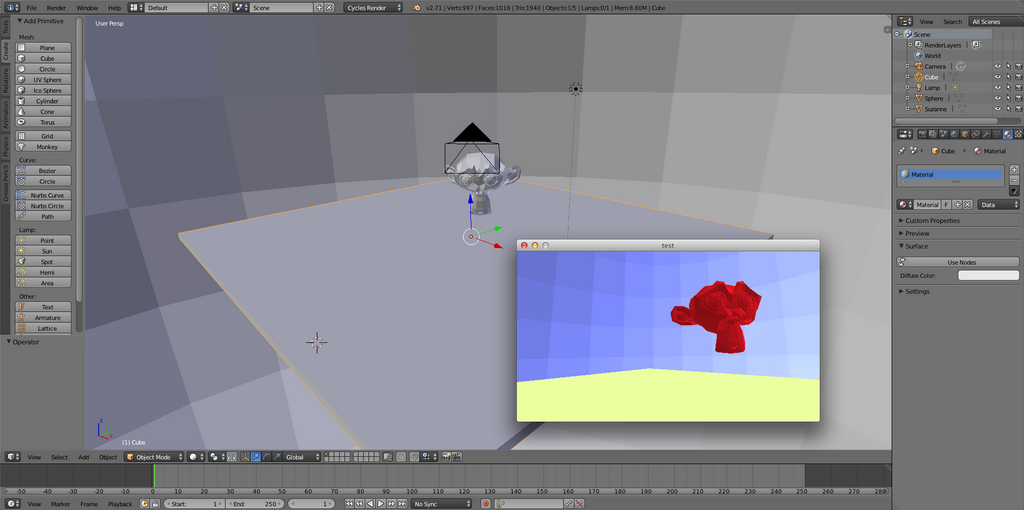 File Render Window Help Default Scene Cycles Render v2.71 | Verts:997 | Faces:1018 | Tris:1940 | Objects:1/5 | Lamps:0/1 | Mem:8.80M | Cube
Tools
Create
Relations
Animation
Physics
Grease Pencil
Add Primitive
Mesh:
Plane
Cube
Circle
UV Sphere
Ico Sphere
Cylinder
Cone
Torus
Grid
Monkey
Curve:
Bezier
Circle
Nurbs Curve
Nurbs Circle
Path
Lamp:
Point
Sun
Spot
Hemi
Area
Other:
Text
Armature
Lattice
Operator
User Persp
test
z
(1) Cube
View Search All Scenes
Scene
RenderLayers
World
Camera
Cube
Lamp
Sphere
Suzanne
Cube Material
Material
Material F Data
Custom Properties
Preview
Surface
Use Nodes
Diffuse Color:
Settings
View Select Add Object Object Mode Global
-50 -40 -30 -20 -10 0 10 20 30 40 50 60 70 80 90 100 110 120 130 140 150 160 170 180 190 200 210 220 230 240 250 260 270 280
View Marker Frame Playback Start: 1 End: 250 1 No Sync